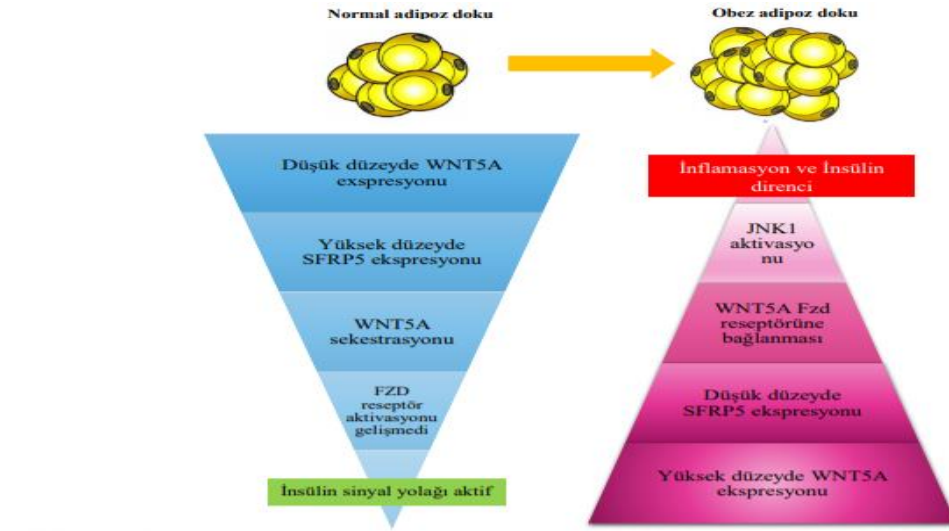 Normal adipoz doku
Obez adipoz doku
Düşük düzeyde WNT5A
exspresyonu
Yüksek düzeyde
SFRP5 ekspresyonu
WNT5A
sekestrasyonu
FZD
reseptör
aktivasyonu
gelişmedi
İnsülin sinyal yolağı aktif
İnflamasyon ve İnsülin
direnci
JNK1
aktivasyo
nu
WNT5A Fzd
reseptörüne
bağlanması
Düşük düzeyde
SFRP5 ekspresyonu
Yüksek düzeyde WNT5A
ekspresyonu